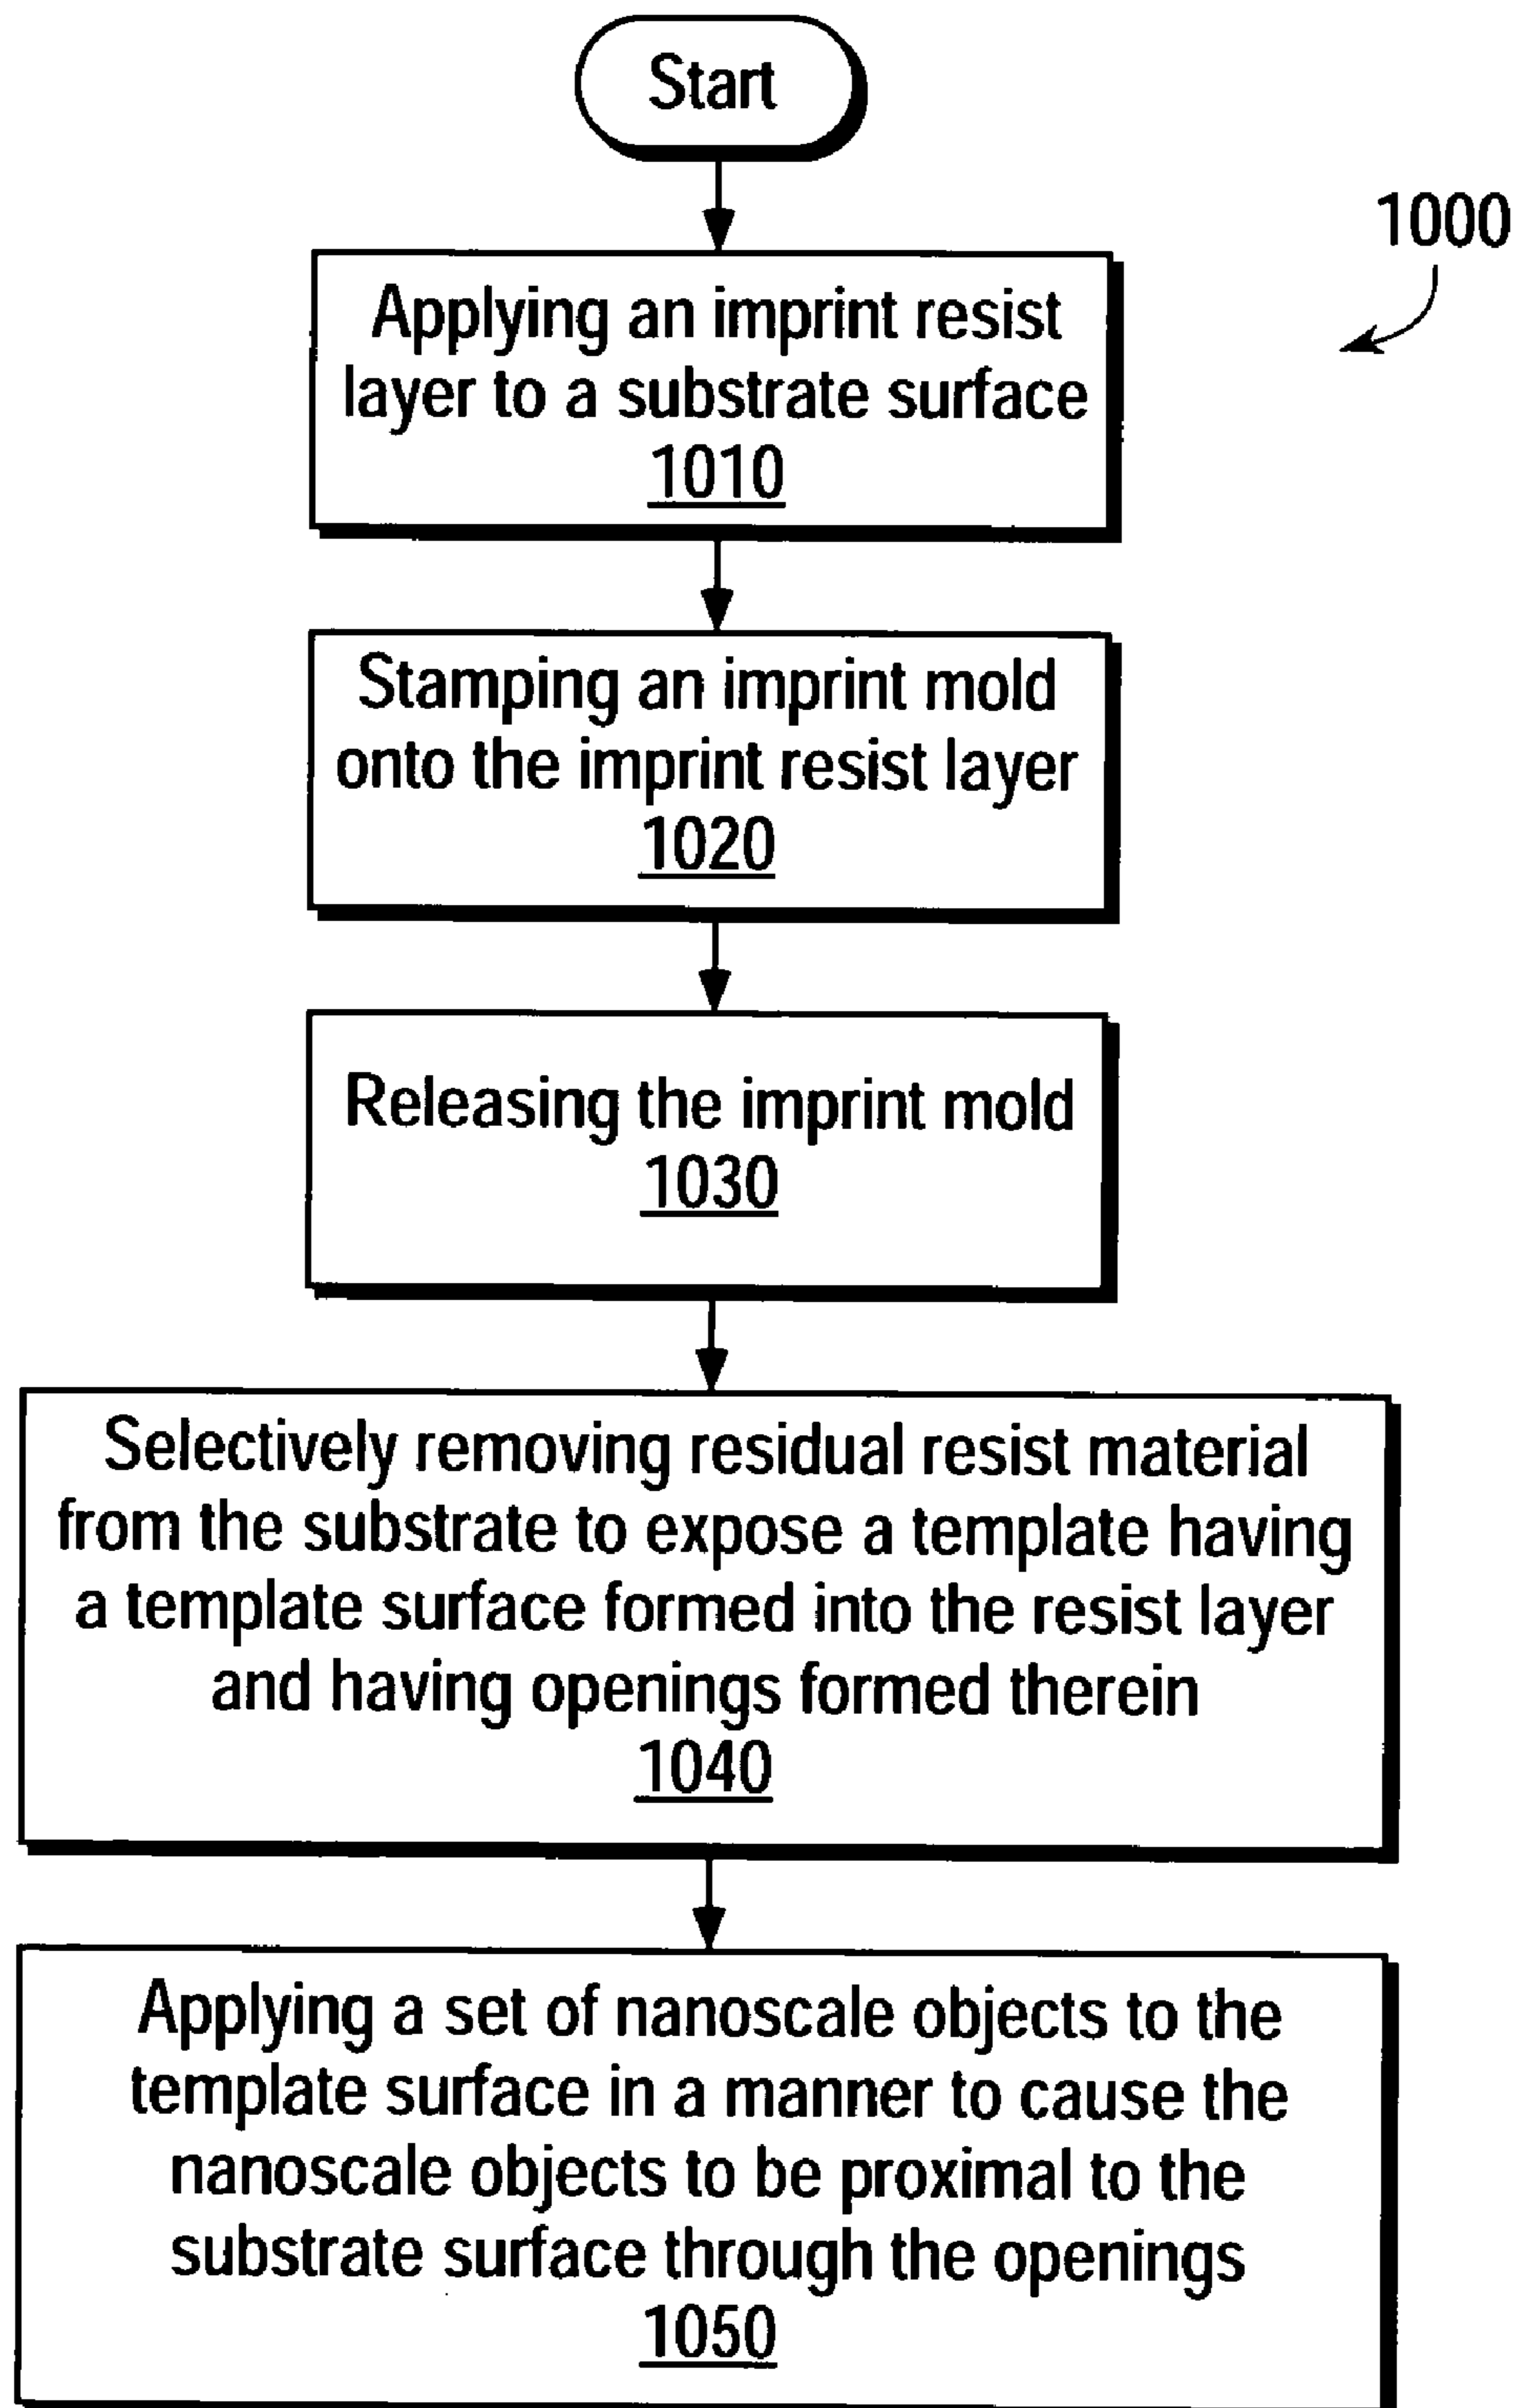 Start
1000
Applying an imprint resist
layer to a substrate surface
1010
Stamping an imprint mold
onto the imprint resist layer
1020
Releasing the imprint mold
1030
Selectively removing residual resist material
from the substrate to expose a template having
a template surface formed into the resist layer
and having openings formed therein
1040
Applying a set of nanoscale objects to the
template surface in a manner to cause the
nanoscale objects to be proximal to the
substrate surface through the openings
1050